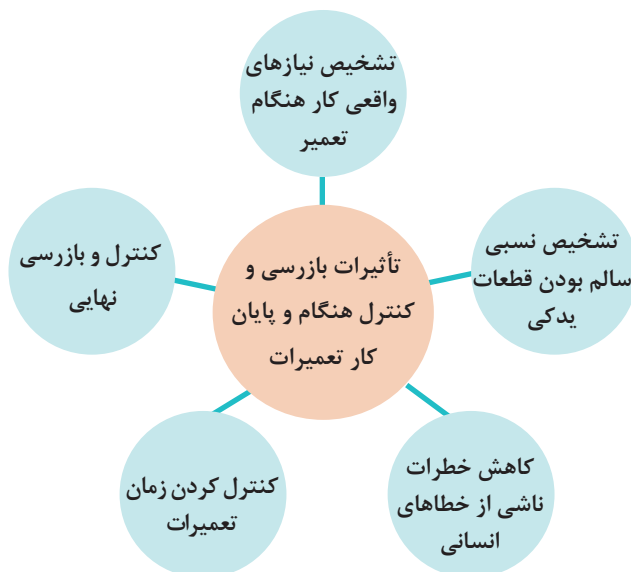 تشخیص نیازهای
واقعی کار هنگام
تعمیر
تشخیص نسبی
سالم بودن قطعات
یدکی
کنترل و بازرسی
نهایی
تأثیرات بازرسی و
کنترل هنگام و پایان
کار تعمیرات
کاهش خطرات
ناشی از خطاهای
انسانی
کنترل کردن زمان
تعمیرات